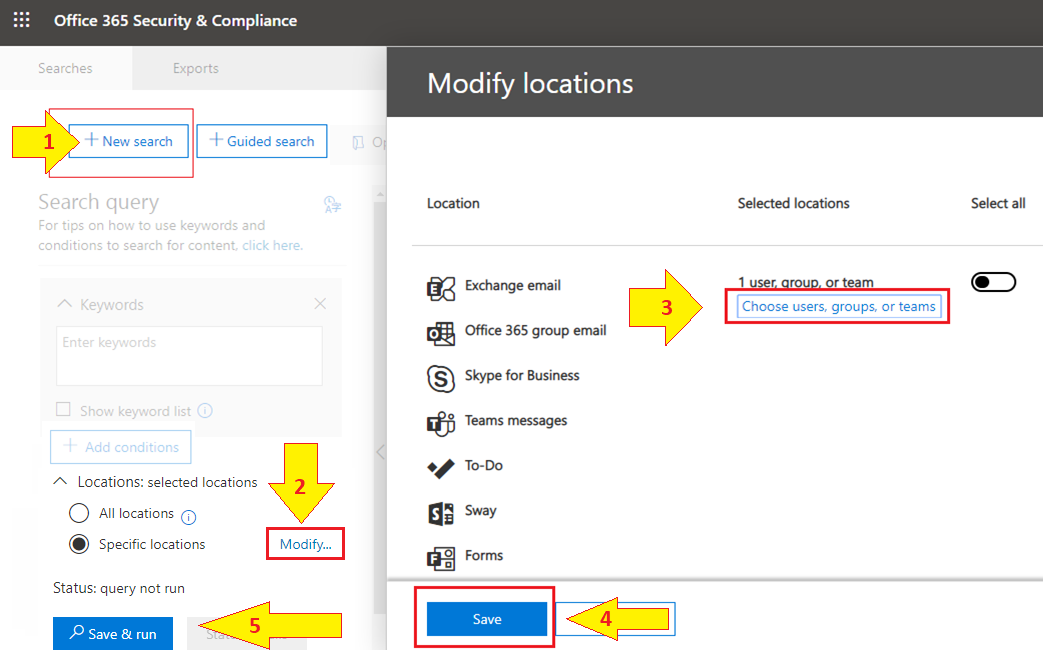 Office 365 Security & Compliance
Searches
Exports
1
New search
Guided search
Op
Search query
For tips on how to use keywords and
conditions to search for content, click here.
Keywords
Enter keywords
Show keyword list
Add conditions
Locations: selected locations
2
All locations
Specific locations
Modify...
Status: query not run
Save & run
5
Modify locations
Location
Selected locations
Select all
Exchange email
1 user, group, or team
3
Choose users, groups, or teams
Office 365 group email
Skype for Business
Teams messages
To-Do
Sway
Forms
Save
4